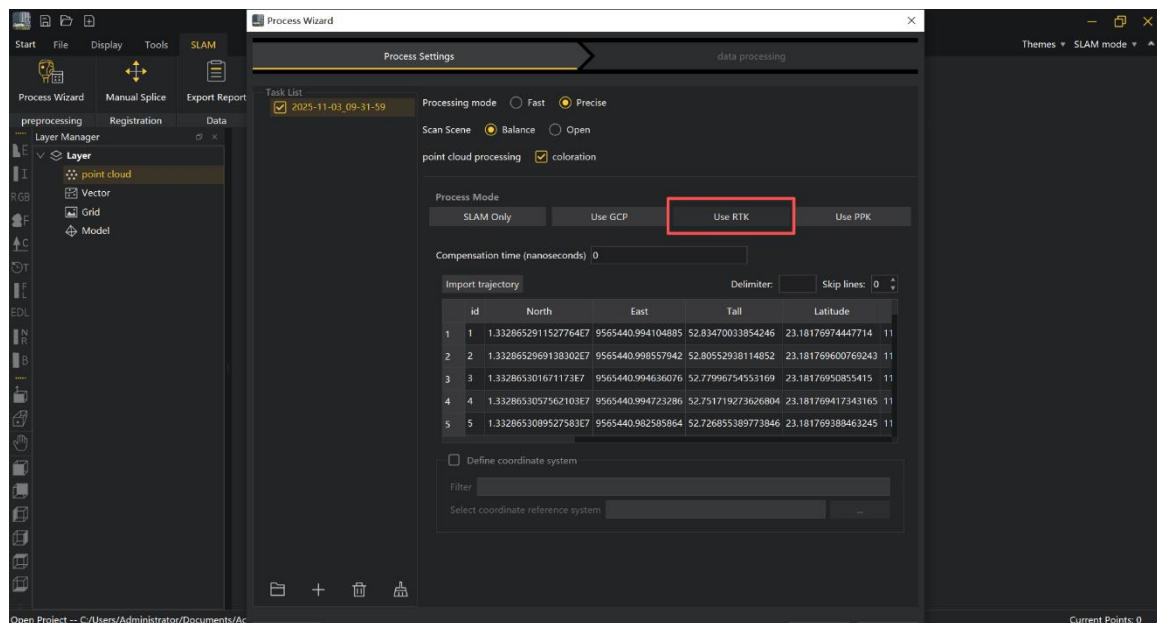 Process Wizard
Start File Display Tools SLAM
Themes SLAM mode
Process Settings
data processing
Process Wizard Manual Splice Export Report
preprocessing Registration Data
Task List
2025-11-03_09-31-59
Processing mode Fast Precise
Scan Scene Balance Open
point cloud processing coloration
Layer Manager
Layer
point cloud
Vector
Grid
Model
E
I
RGB
F
C
T
F L
EDL
N R
B
Process Mode
SLAM Only Use GCP Use RTK Use PPK
Compensation time (nanoseconds) 0
Import trajectory Delimiter: Skip lines: 0
id North East Tall Latitude
1 1 1.3328652911527764E7 9565440.994104885 52.83470033854246 23.18176974447714 11
2 2 1.3328652969138302E7 9565440.998557942 52.80552938114852 23.181769600769243 11
3 3 1.332865301671173E7 9565440.994636076 52.77996754553169 23.18176950855415 11
4 4 1.3328653057562103E7 9565440.994723286 52.751719273626804 23.181769417343165 11
5 5 1.3328653089527583E7 9565440.982585864 52.726855389773846 23.181769388463245 11
Define coordinate system
Filter
Select coordinate reference system ...
Open Project -- C:/Users/Administrator/Documents/Ac
Current Points: 0